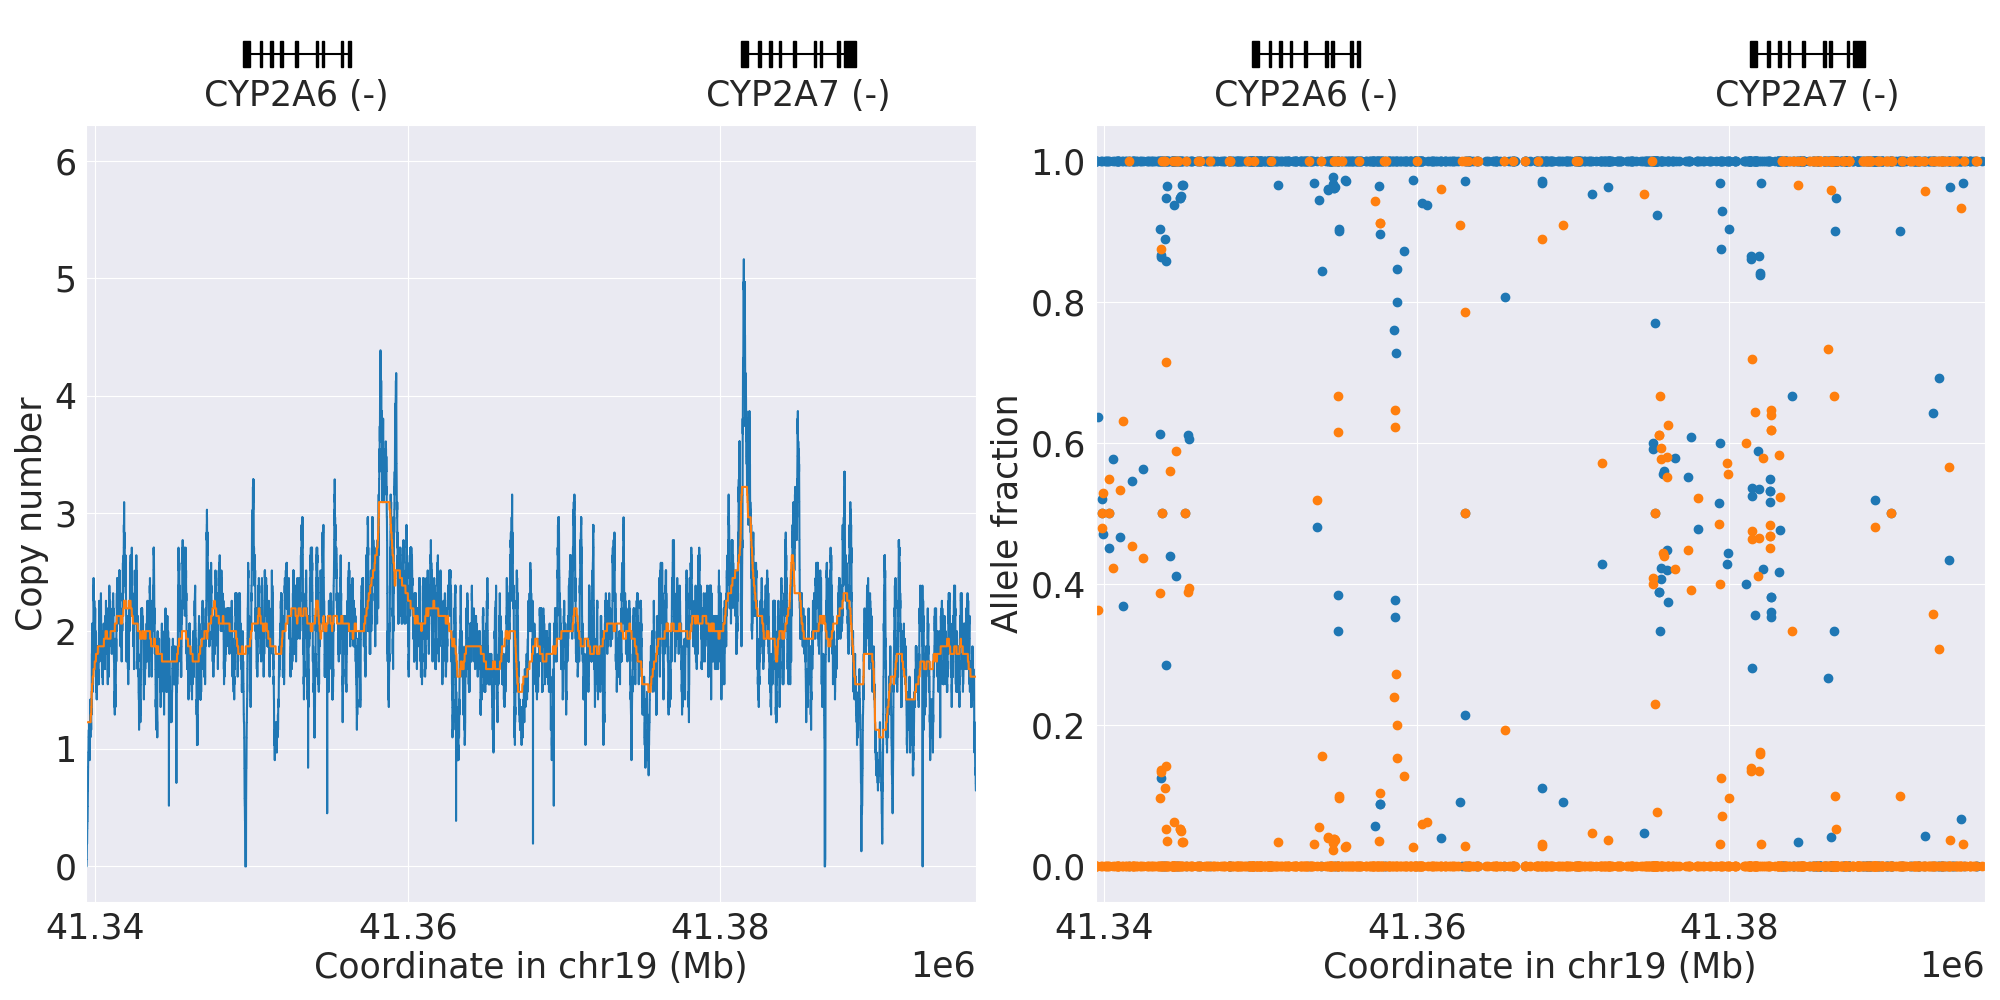 CYP2A6 (-)
CYP2A7 (-)
6
5
4
3
2
1
0
Copy number
41.34
41.36
41.38
Coordinate in chr19 (Mb)
1e6
CYP2A6 (-)
CYP2A7 (-)
1.0
0.8
0.6
0.4
0.2
0.0
Allele fraction
41.34
41.36
41.38
Coordinate in chr19 (Mb)
1e6